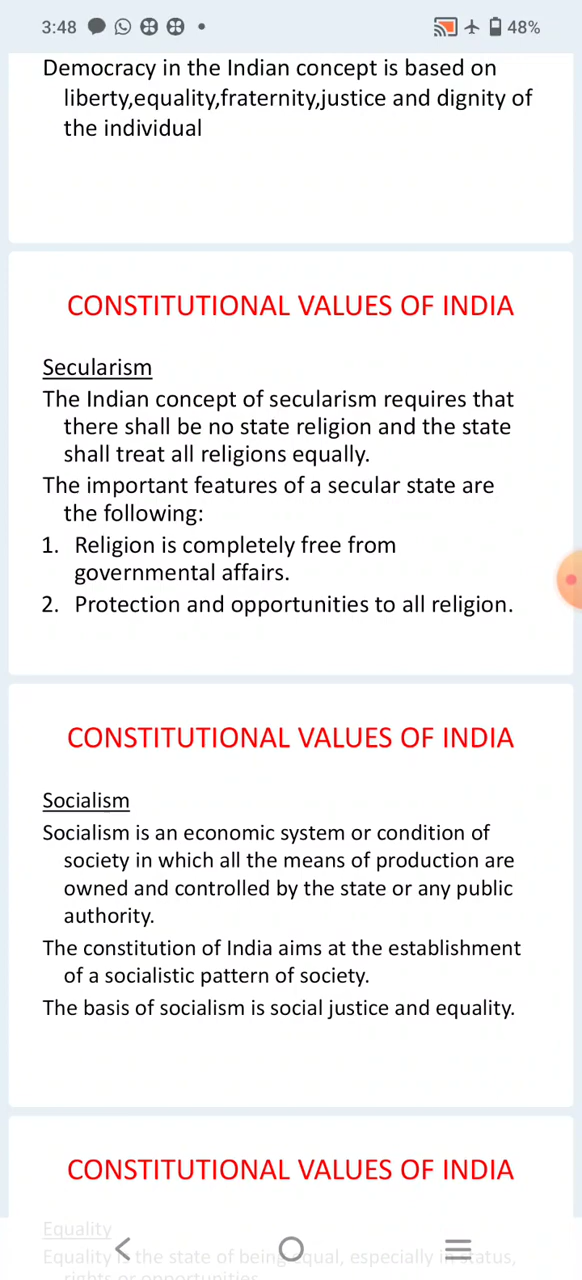 3:48
48%
Democracy in the Indian concept is based on
liberty,equality,fraternity,justice and dignity of
the individual
CONSTITUTIONAL VALUES OF INDIA
Secularism
The Indian concept of secularism requires that
there shall be no state religion and the state
shall treat all religions equally.
The important features of a secular state are
the following:
1. Religion is completely free from
governmental affairs.
2. Protection and opportunities to all religion.
CONSTITUTIONAL VALUES OF INDIA
Socialism
Socialism is an economic system or condition of
society in which all the means of production are
owned and controlled by the state or any public
authority.
The constitution of India aims at the establishment
of a socialistic pattern of society.
The basis of socialism is social justice and equality.
CONSTITUTIONAL VALUES OF INDIA
Equality
Equality is the state of being equal, especially in status,
rights or opportunities